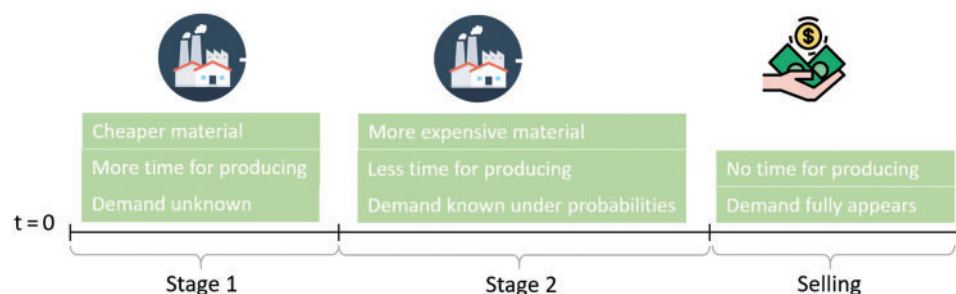 $
Cheaper material
More time for producing
Demand unknown
More expensive material
Less time for producing
Demand known under probabilities
No time for producing
Demand fully appears
t = 0
Stage 1
Stage 2
Selling